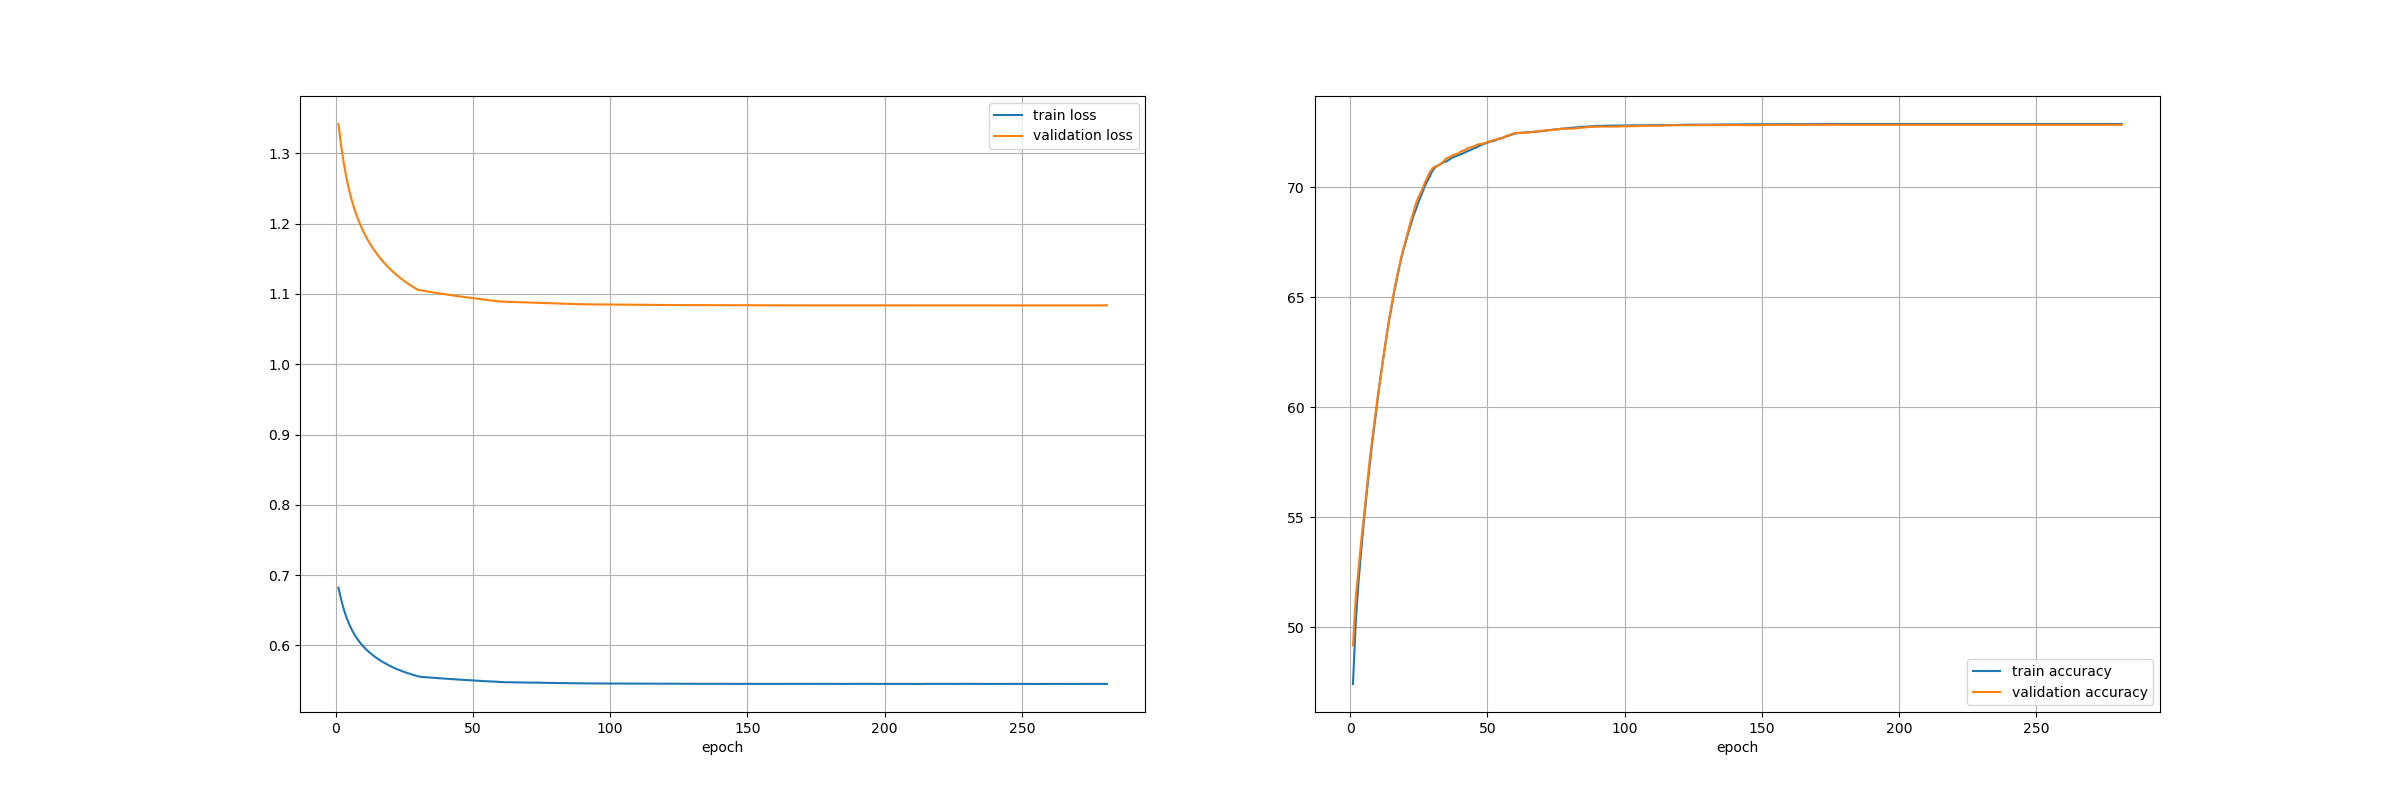 train loss
validation loss
1.3
1.2
1.1
1.0
0.9
0.8
0.7
0.6
0 50 100 150 200 250
epoch
70
65
60
55
50
train accuracy
validation accuracy
0 50 100 150 200 250
epoch